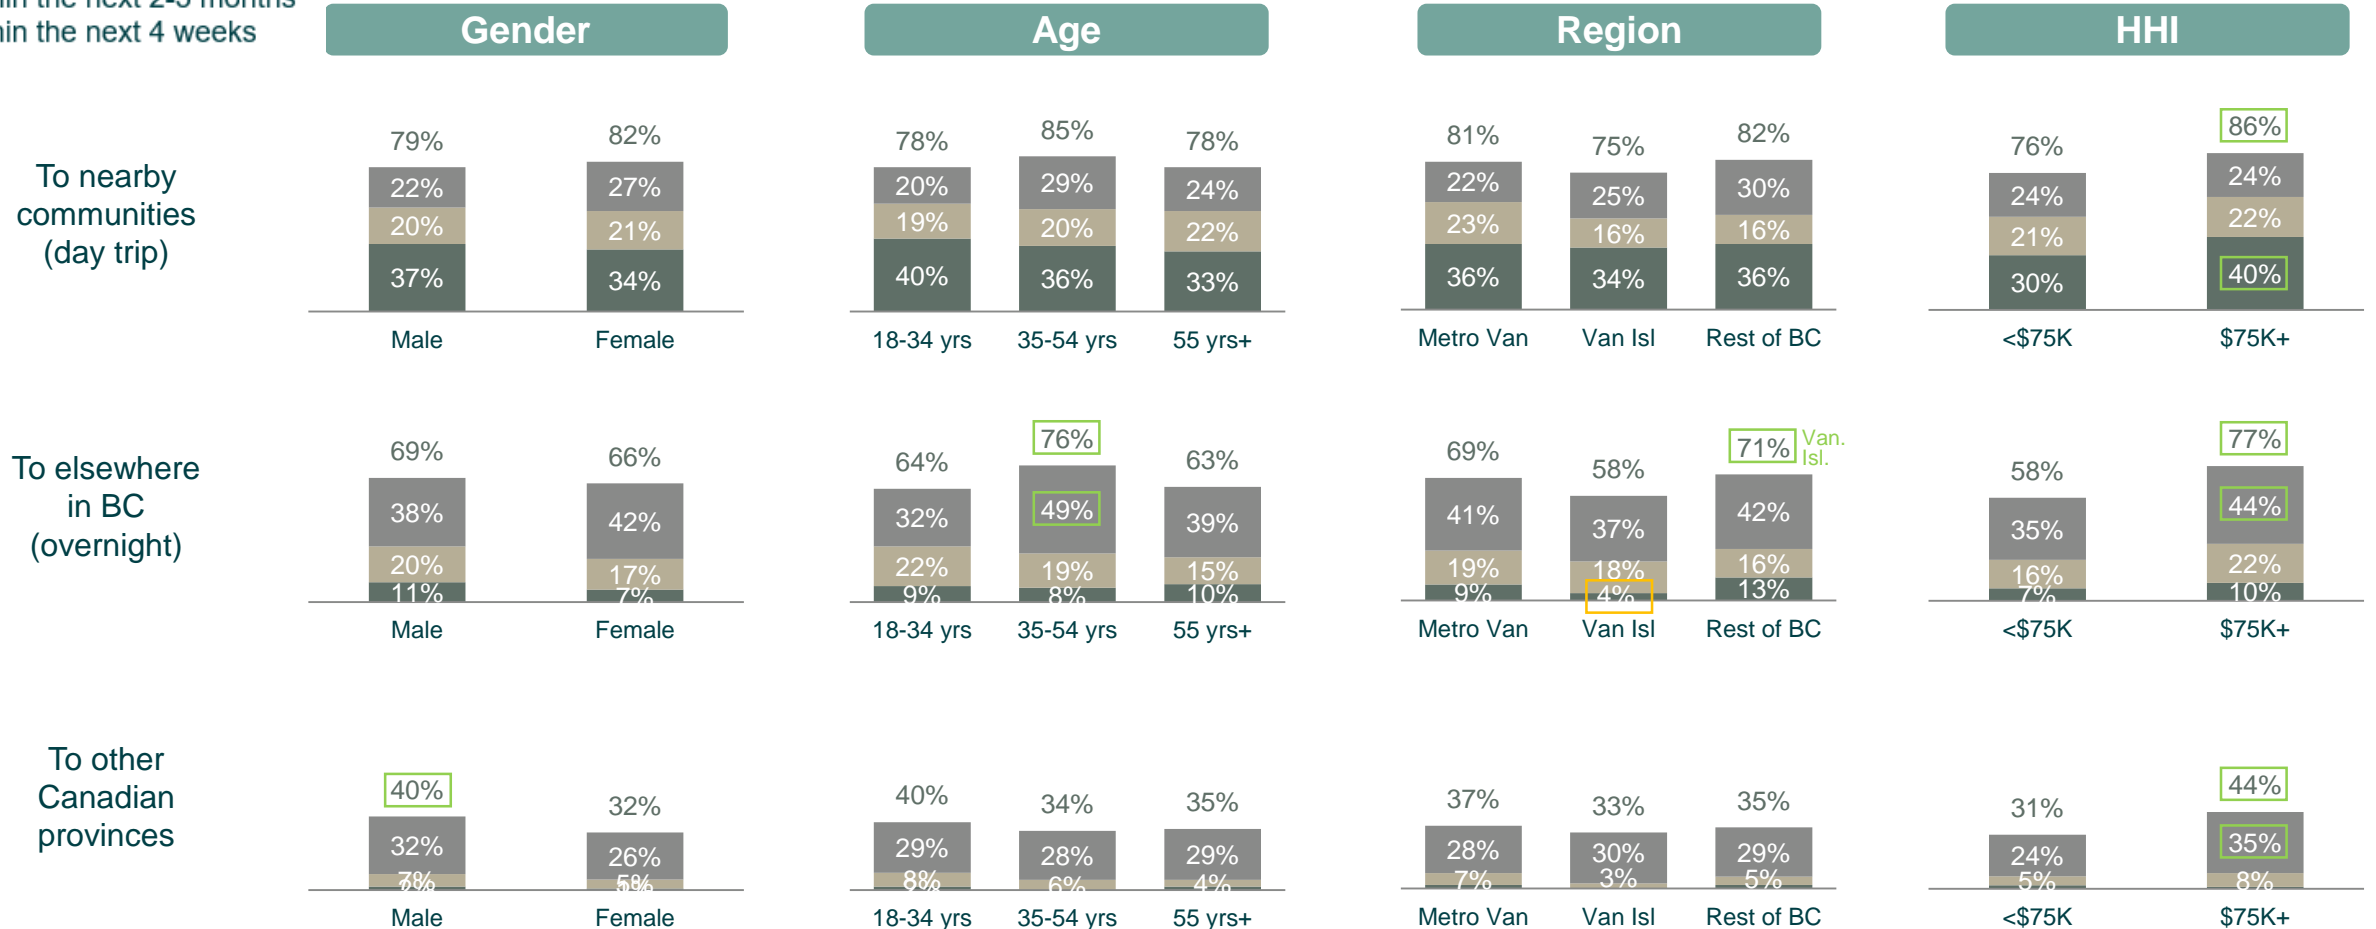 the next 2-3 months
in the next 4 weeks
Gender
Age
Region
HHI
To nearby
communities
(day trip)
79%
82%
78%
85%
78%
81%
75%
82%
76%
86%
22%
27%
20%
29%
24%
22%
25%
30%
24%
24%
20%
21%
19%
20%
22%
23%
16%
16%
21%
22%
37%
34%
40%
36%
33%
36%
34%
36%
30%
40%
Male
Female
18-34 yrs
35-54 yrs
55 yrs+
Metro Van
Van Isl
Rest of BC
<$75K
$75K+
To elsewhere
in BC
(overnight)
69%
66%
64%
76%
63%
69%
58%
71%
Van.
Isl.
58%
77%
38%
42%
32%
49%
39%
41%
37%
42%
35%
44%
20%
17%
22%
19%
15%
19%
18%
16%
16%
22%
11%
7%
9%
8%
10%
9%
4%
13%
7%
10%
Male
Female
18-34 yrs
35-54 yrs
55 yrs+
Metro Van
Van Isl
Rest of BC
<$75K
$75K+
To other
Canadian
provinces
40%
32%
40%
34%
35%
37%
33%
35%
31%
44%
32%
26%
29%
28%
29%
28%
30%
29%
24%
35%
7%
5%
8%
6%
4%
7%
3%
5%
5%
8%
Male
Female
18-34 yrs
35-54 yrs
55 yrs+
Metro Van
Van Isl
Rest of BC
<$75K
$75K+